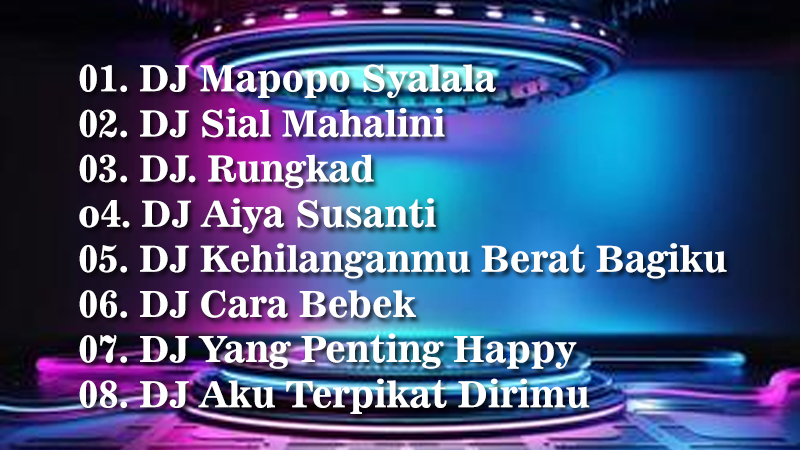 01. DJ Mapopo Syalala
02. DJ Sial Mahalini
03. DJ. Rungkad
o4. DJ Aiya Susanti
05. DJ Kehilanganmu Berat Bagiku
06. DJ Cara Bebek
07. DJ Yang Penting Happy
08. DJ Aku Terpikat Dirimu